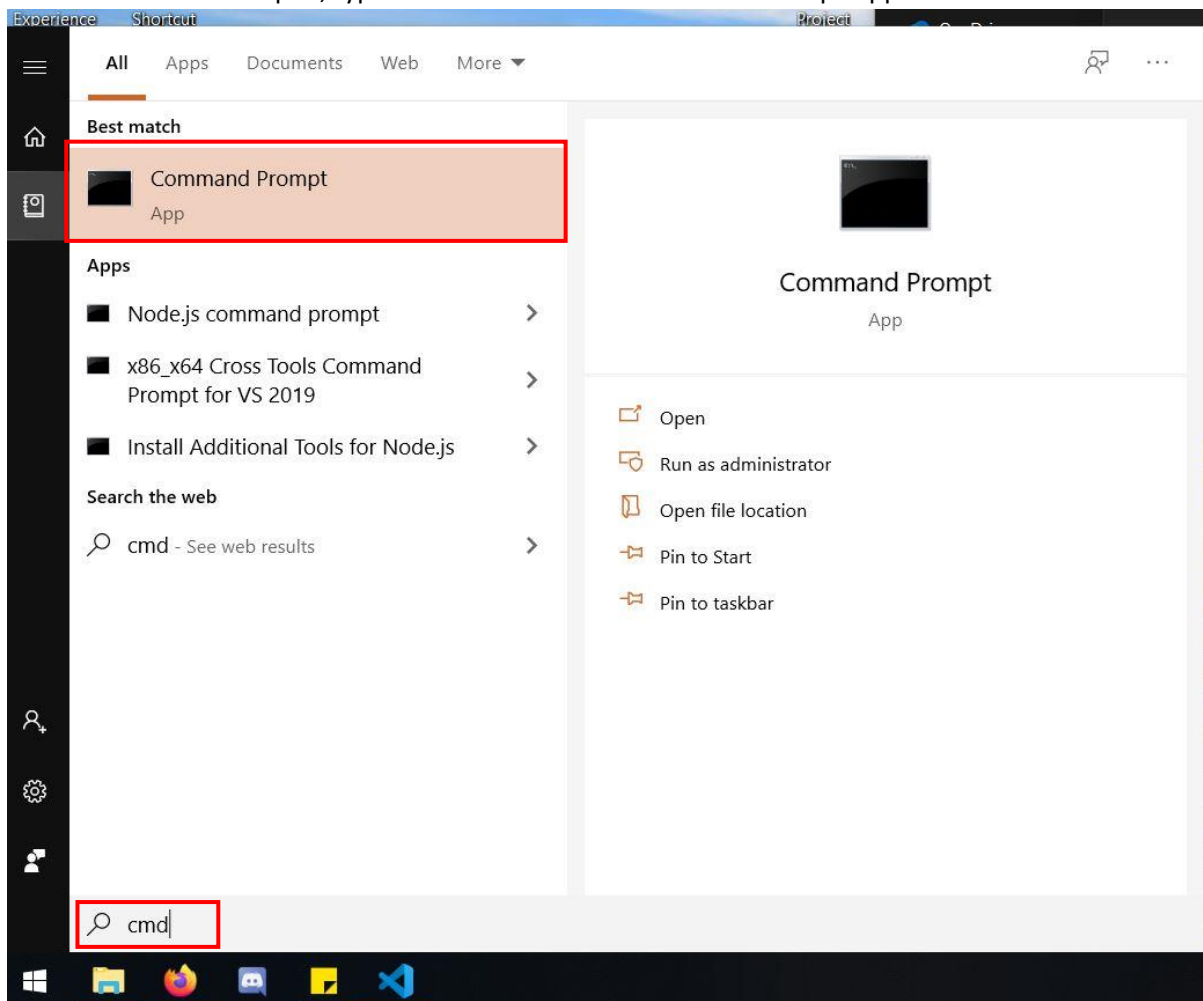 Experience Shortcut Project
All Apps Documents Web More
Best match
Command Prompt
App
Apps
Node.js command prompt
x86_x64 Cross Tools Command
Prompt for VS 2019
Install Additional Tools for Node.js
Search the web
cmd - See web results
Command Prompt
App
Open
Run as administrator
Open file location
Pin to Start
Pin to taskbar
cmd